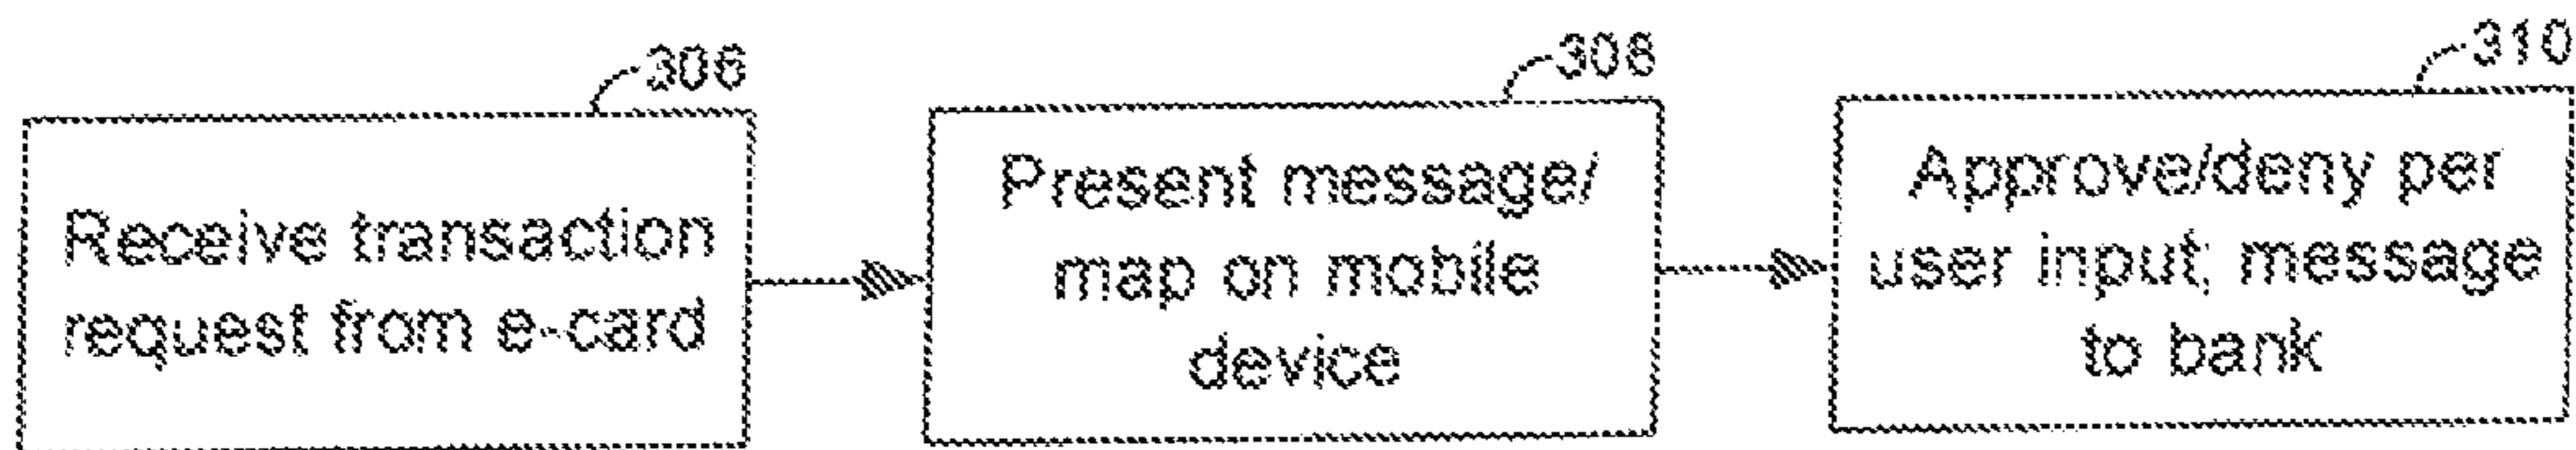 306
Receive transaction
request from e-card
308
Present message/
map on mobile
device
310
Approve/deny per
user input; message
to bank